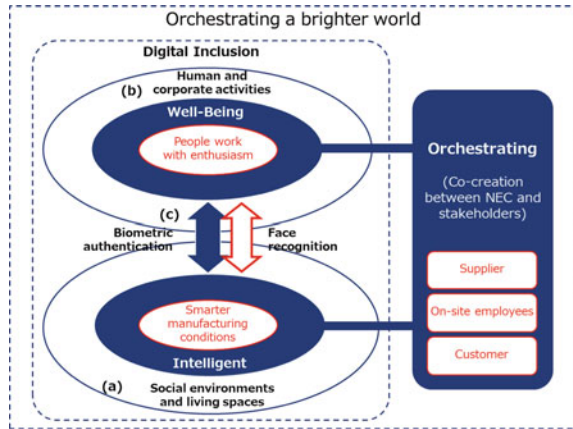 Orchestrating a brighter world
Digital Inclusion
Human and
(b) corporate activities
Well-Being
People work
with enthusiasm
(c)
Biometric
authentication
Face
recognition
Smarter
manufacturing
conditions
Intelligent
(a)
Social environments
and living spaces
Orchestrating
(Co-creation
between NEC and
stakeholders)
Supplier
On-site employees
Customer